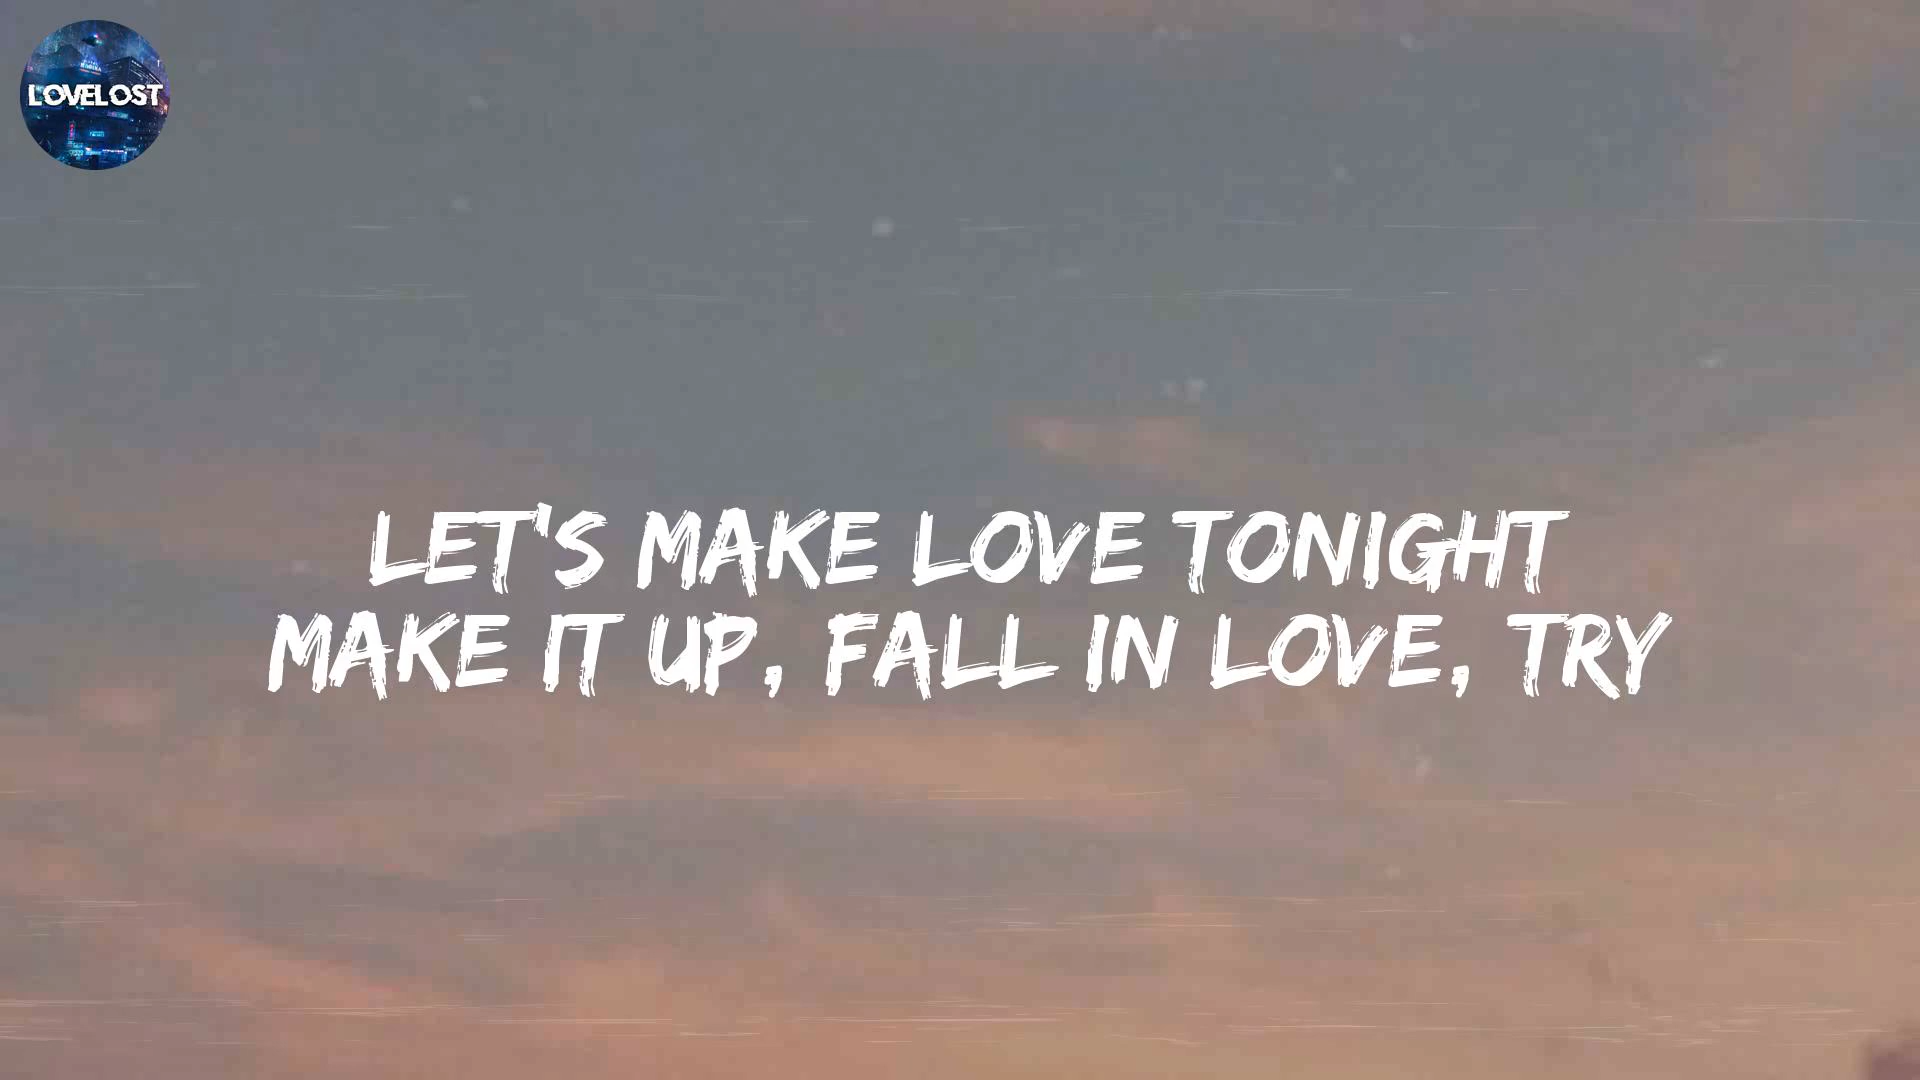 LOVELOST
LET'S MAKE LOVE TONIGHT
MAKE IT UP, FALL IN LOVE, TRY